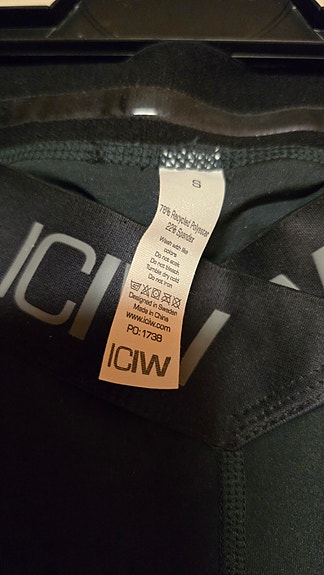 S
78% Recycled Polyester
22% Spandex
Wash with like
colors
Do not soak
Do not bleach
Tumble dry cold
Do not iron
Designed in Sweden
Made in China
www.iciw.com
PO:1738
ICIW
ICIW